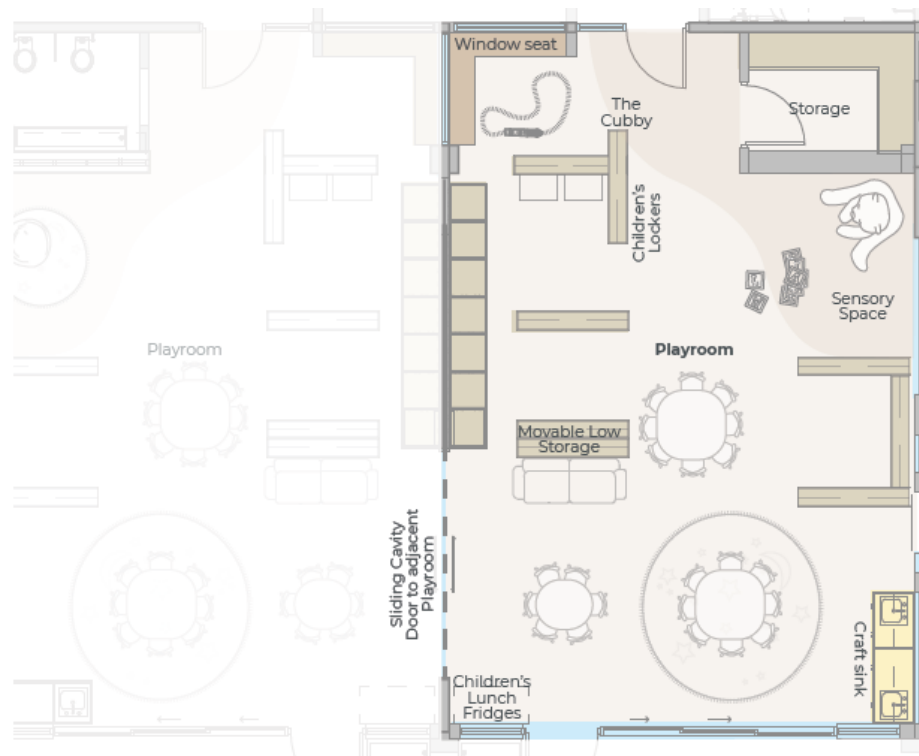 Window seat
The
Cubby
Storage
Children's
Lockers
Sensory
Space
Playroom
Playroom
Movable Low
Storage
Sliding Cavity
Door to adjacent
Playroom
Craft sink
Children's
Lunch
Fridges